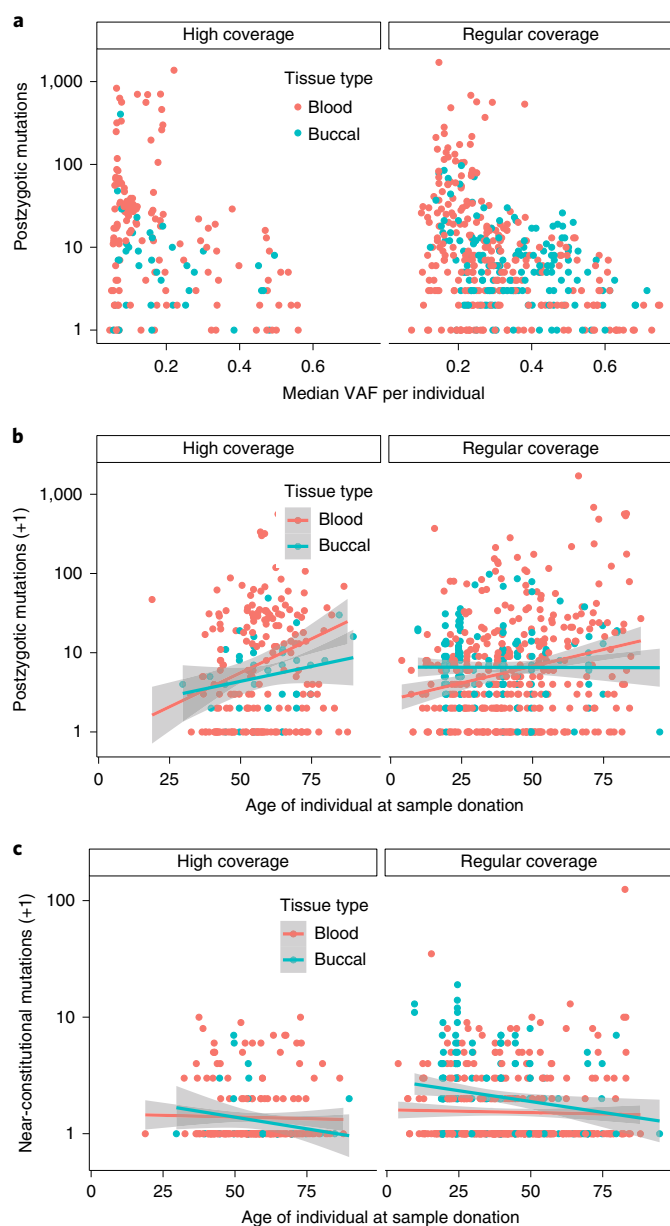 a
High coverage
Regular coverage
Postzygotic mutations
1,000
100
10
1
Tissue type
Blood
Buccal
0.2
0.4
0.6
0.2
0.4
0.6
Median VAF per individual
b
High coverage
Regular coverage
Postzygotic mutations (+1)
1,000
100
10
1
Tissue type
Blood
Buccal
0
25
50
75
0
25
50
75
Age of individual at sample donation
c
High coverage
Regular coverage
Near-constitutional mutations (+1)
100
10
1
Tissue type
Blood
Buccal
0
25
50
75
0
25
50
75
Age of individual at sample donation